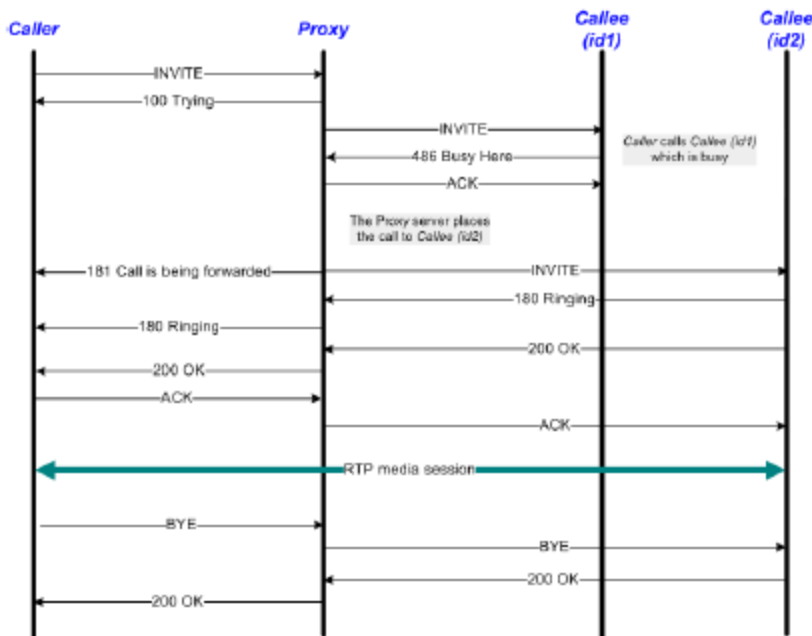 Caller
Proxy
Callee
(id1)
Callee
(id2)
INVITE
100 Trying
INVITE
486 Busy Here
Caller calls Callee (id1)
which is busy
ACK
The Proxy server places
the call to Callee (id2)
181 Call is being forwarded
INVITE
180 Ringing
180 Ringing
200 OK
200 OK
ACK
ACK
RTP media session
BYE
BYE
200 OK
200 OK